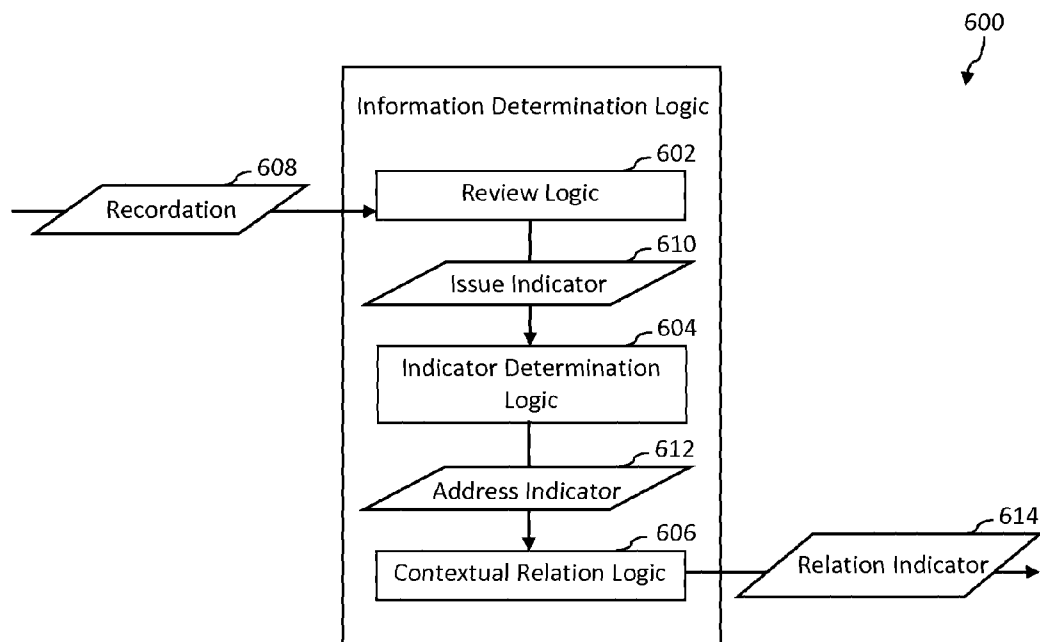 600
Information Determination Logic
608
602
Recordation
Review Logic
610
Issue Indicator
604
Indicator Determination
Logic
612
Address Indicator
606
614
Contextual Relation Logic
Relation Indicator